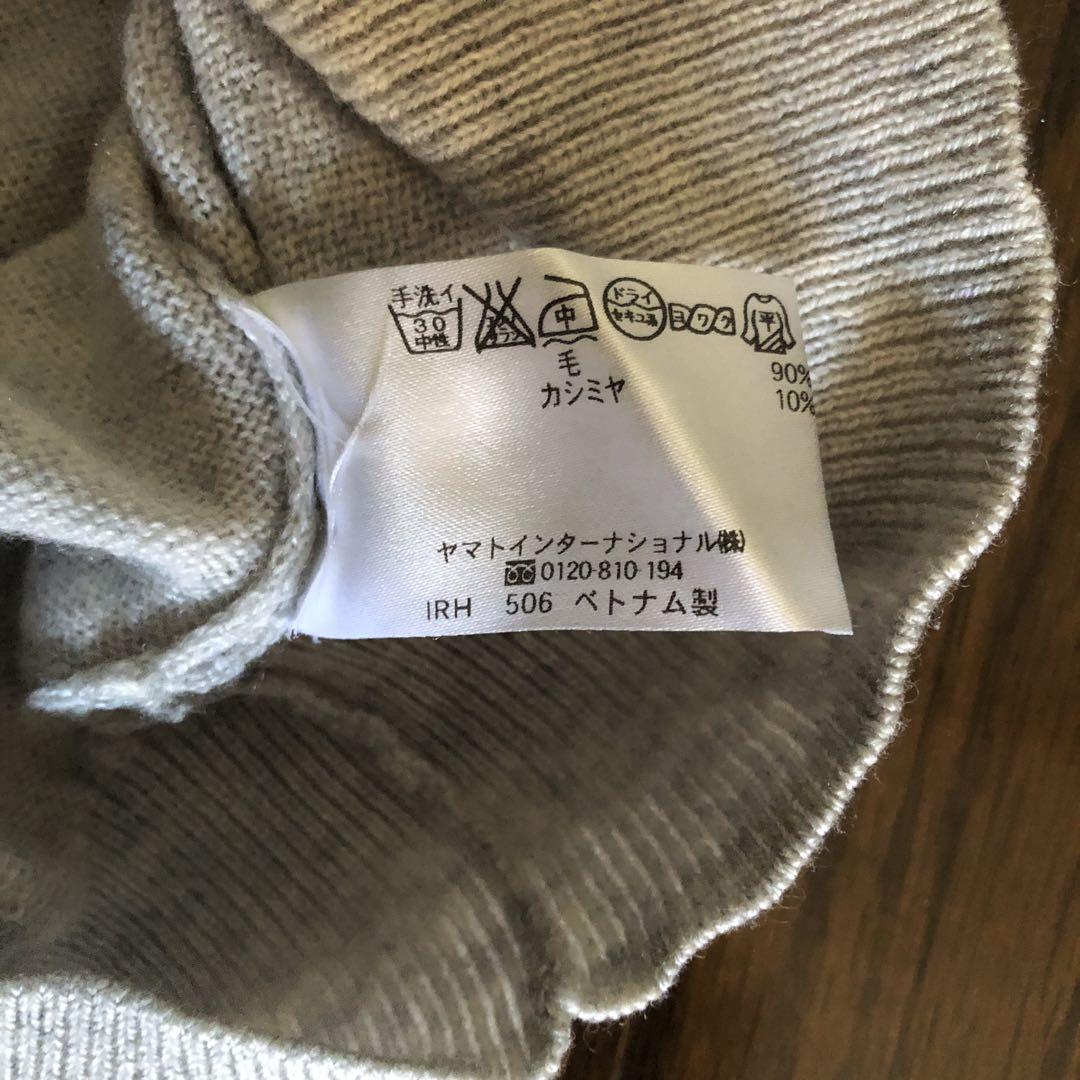 手洗イ
30
中性
中
ドライ
セキユ系
ヨワク
平
毛 90%
カシミヤ 10%
ヤマトインターナショナル㈱
0120-810-194
IRH 506 ベトナム製